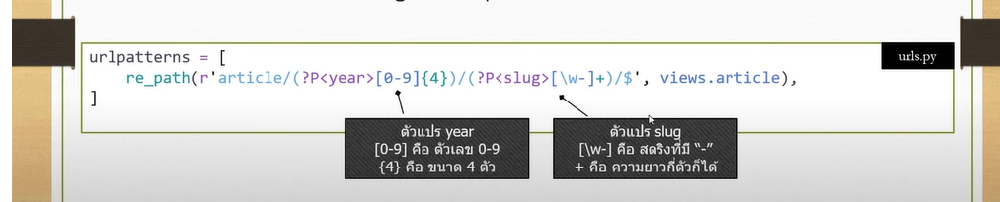 urlpatterns = [
urls.py
re_path(r'article/(?P<year>[0-9]{4})/(?P<slug>[\w-]+)/$', views.article),
]
ตัวแปร year
[0-9] คือ ตัวเลข 0-9
{4} คือ ขนาด 4 ตัว
ตัวแปร slug
[\w-] คือ สตริงที่มี “-”
+ คือ ความยาวกี่ตัวก็ได้